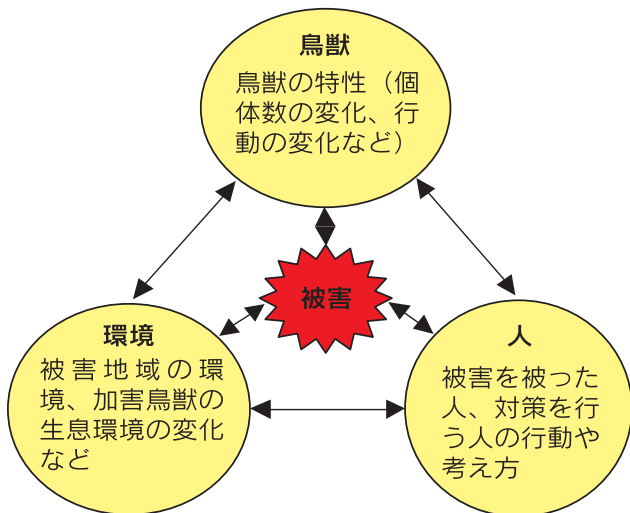 鳥獣
鳥獣の特性（個
体数の変化、行
動の変化など）
被害
環境
被害地域の環
境、加害鳥獣の
生息環境の変化
など
人
被害を被った
人、対策を行
う人の行動や
考え方